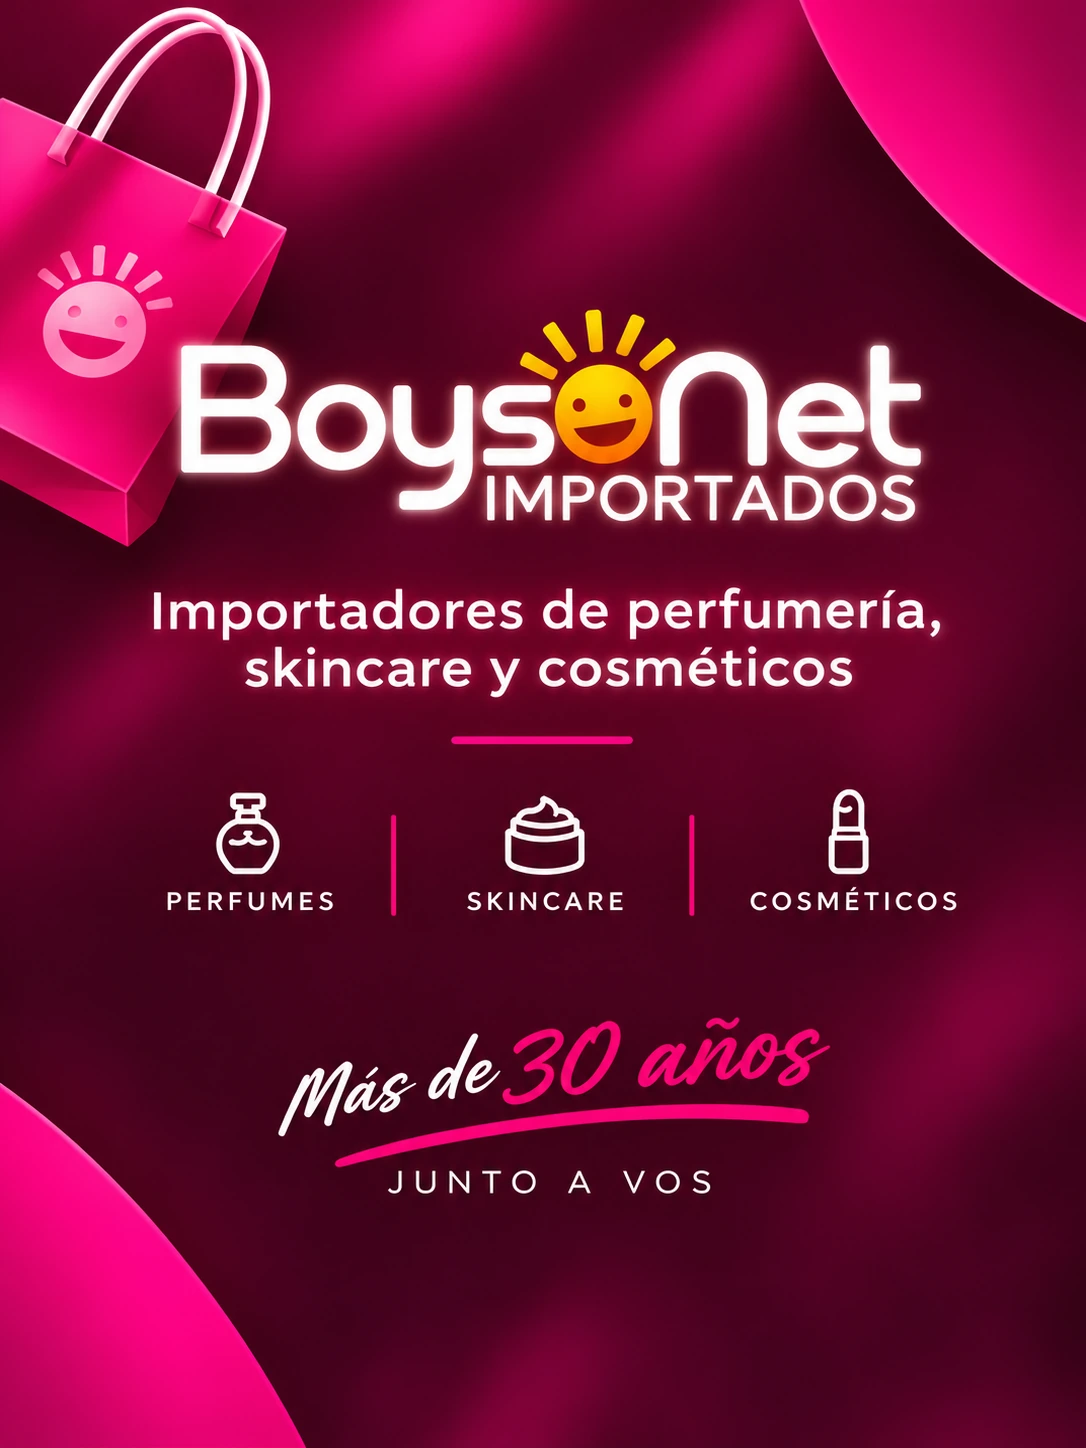 BoysNet
IMPORTADOS
Importadores de perfumería,
skincare y cosméticos
PERFUMES
SKINCARE
COSMÉTICOS
Más de 30 años
JUNTO A VOS